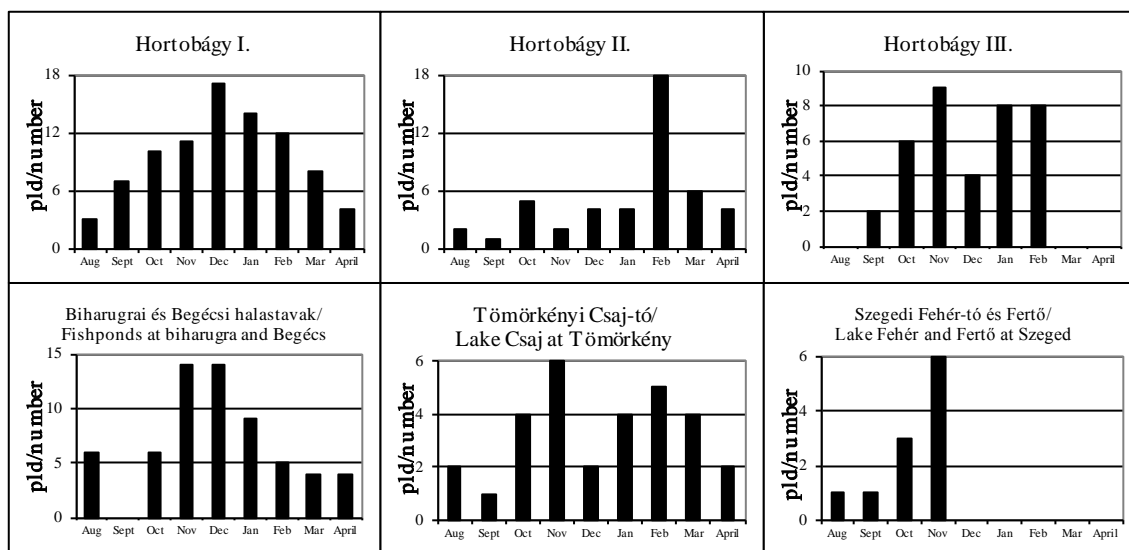 Hortobágy I.
pld/number
18
12
6
0
Aug Sept Oct Nov Dec Jan Feb Mar April
Hortobágy II.
pld/number
18
12
6
0
Aug Sept Oct Nov Dec Jan Feb Mar April
Hortobágy III.
pld/number
10
8
6
4
2
0
Aug Sept Oct Nov Dec Jan Feb Mar April
Biharugrai és Begécsi halastavak/
Fishponds at biharugra and Begécs
pld/number
15
10
5
0
Aug Sept Oct Nov Dec Jan Feb Mar April
Tömörkényi Csaj-tó/
Lake Csaj at Tömörkény
pld/number
6
4
2
0
Aug Sept Oct Nov Dec Jan Feb Mar April
Szegedi Fehér-tó és Fertő/
Lake Fehér and Fertő at Szeged
pld/number
6
4
2
0
Aug Sept Oct Nov Dec Jan Feb Mar April